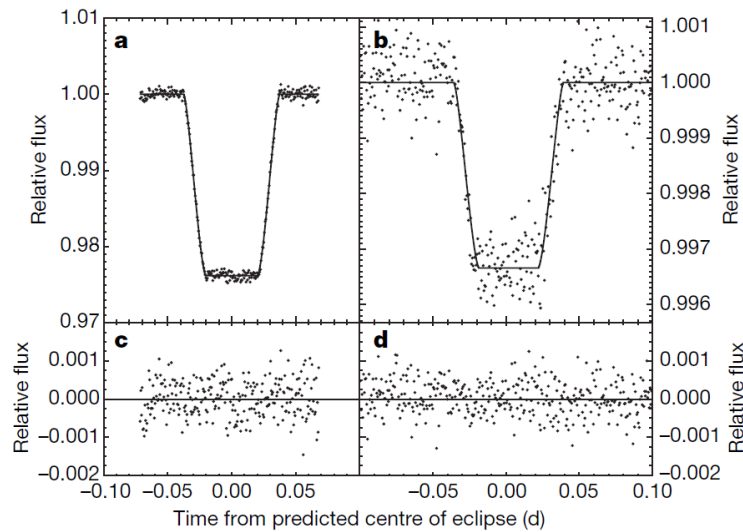 1.01
1.00
0.99
0.98
0.97
Relative flux
a
b
1.001
1.000
0.999
0.998
0.997
0.996
Relative flux
0.001
0.000
−0.001
−0.002
Relative flux
c
d
0.001
0.000
−0.001
−0.002
Relative flux
−0.10 −0.05 0.00 0.05
−0.05 0.00 0.05 0.10
Time from predicted centre of eclipse (d)